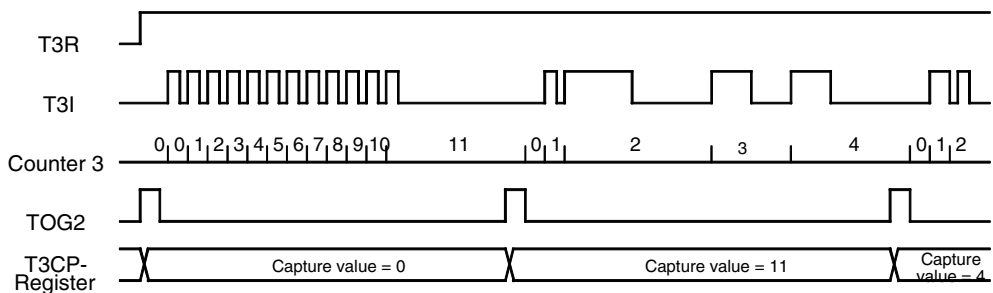 T3R
T3I
Counter 3 0 0 1 2 3 4 5 6 7 8 9 10 11 0 1 2 3 4 0 1 2
TOG2
T3CP-
Register
Capture value = 0
Capture value = 11
Capture
value = 4